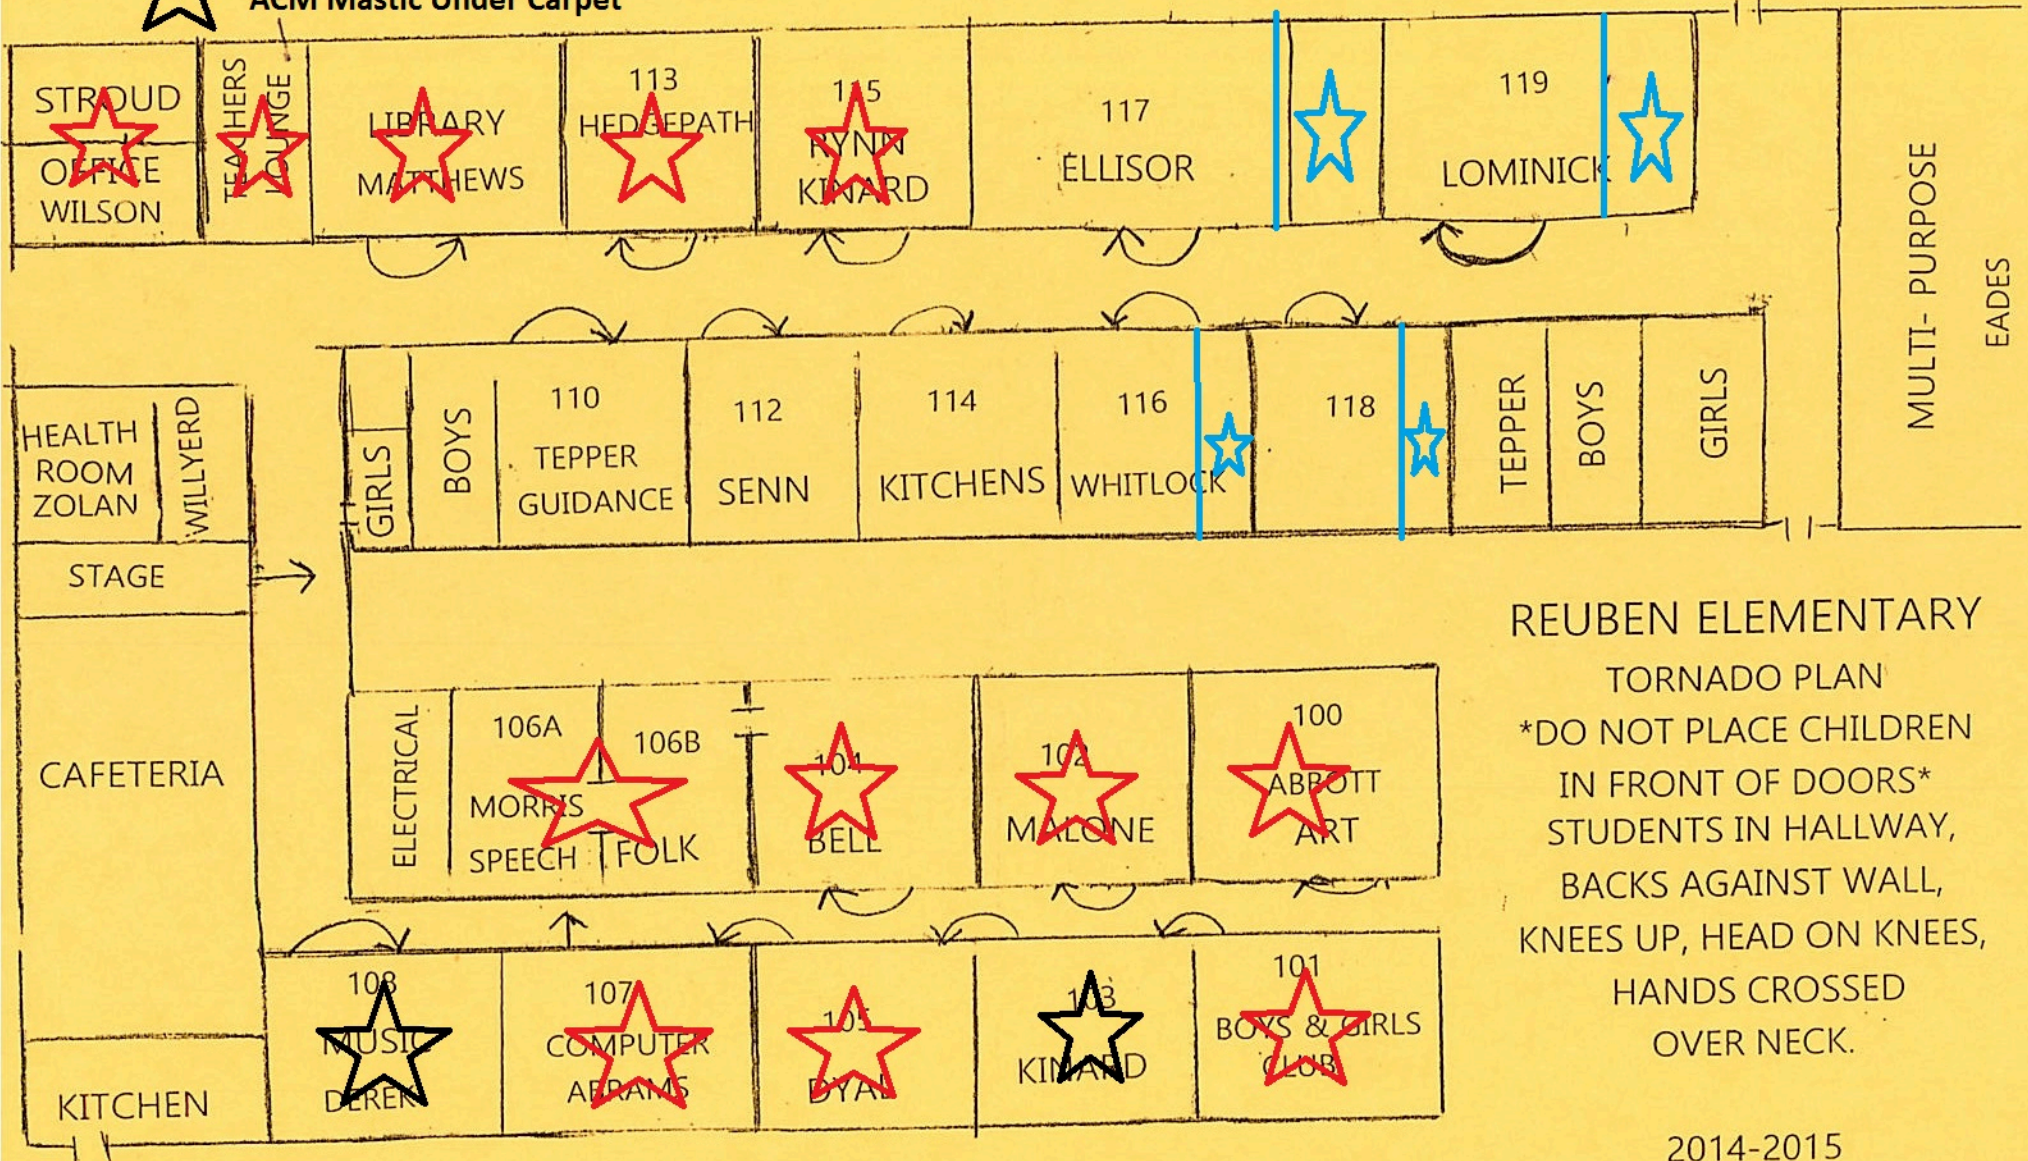 ACM Mastic Under Carpet
STROUD
OFFICE
WILSON
TEACHERS
LOUNGE
LIBRARY
MATTHEWS
113
HEDGEPATH
115
RYNN
KINARD
117
ELLISOR
119
LOMINICK
MULTI- PURPOSE
EADES
HEALTH
ROOM
ZOLAN
WILLYERD
GIRLS
BOYS
110
TEPPER
GUIDANCE
112
SENN
114
KITCHENS
116
WHITLOCK
118
TEPPER
BOYS
GIRLS
STAGE
CAFETERIA
KITCHEN
ELECTRICAL
106A
MORRIS
SPEECH
106B
FOLK
104
BELL
102
MALONE
100
ABBOTT
ART
108
MUSIC
DEREK
107
COMPUTER
ABRAMS
105
DYAL
103
KINARD
101
BOYS & GIRLS
CLUB
REUBEN ELEMENTARY
TORNADO PLAN
*DO NOT PLACE CHILDREN
IN FRONT OF DOORS*
STUDENTS IN HALLWAY,
BACKS AGAINST WALL,
KNEES UP, HEAD ON KNEES,
HANDS CROSSED
OVER NECK.
2014-2015